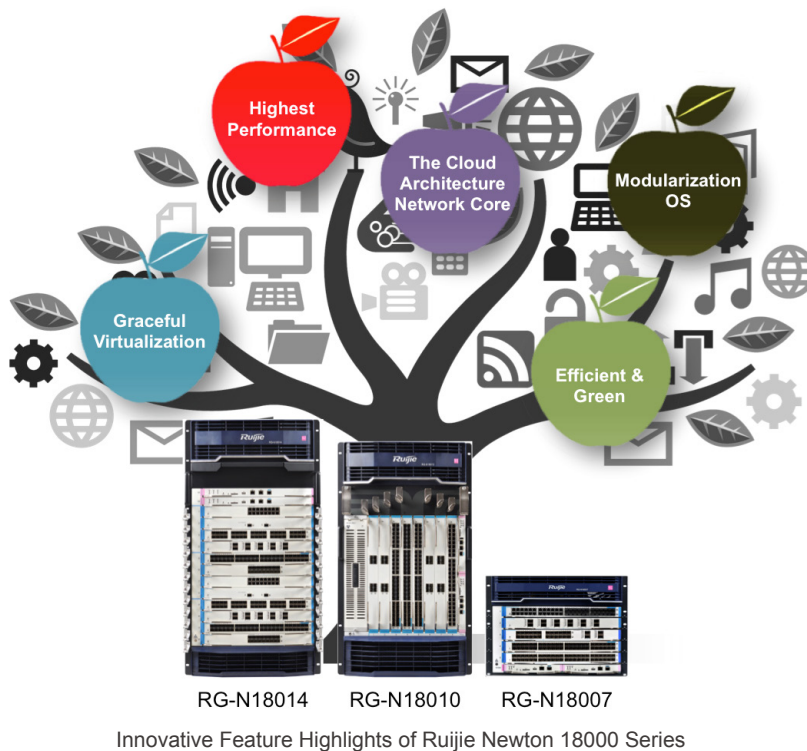 Highest
Performance
The Cloud
Architecture
Network Core
Modularization
OS
Graceful
Virtualization
Efficient &
Green
Ruijie
Ruijie
Ruijie
RG-N18014
RG-N18010
RG-N18007
Innovative Feature Highlights of Ruijie Newton 18000 Series